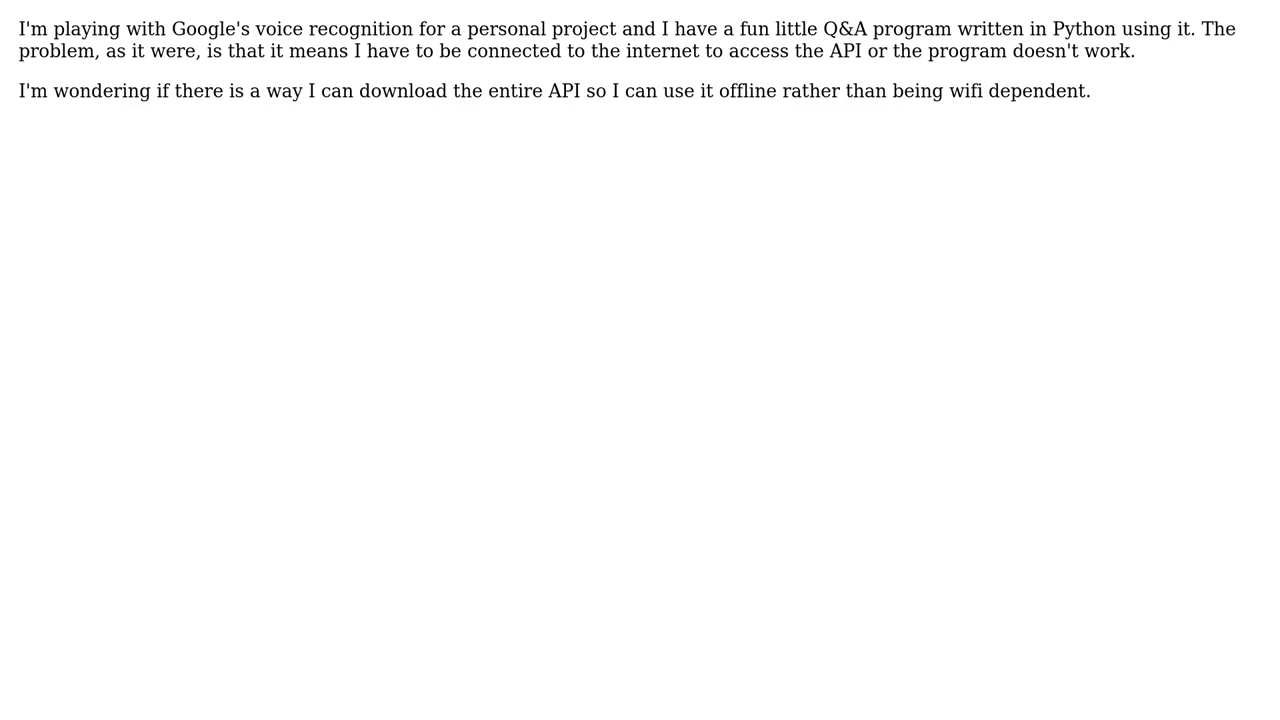 I'm playing with Google's voice recognition for a personal project and I have a fun little Q&A program written in Python using it. The
problem, as it were, is that it means I have to be connected to the internet to access the API or the program doesn't work.
I'm wondering if there is a way I can download the entire API so I can use it offline rather than being wifi dependent.